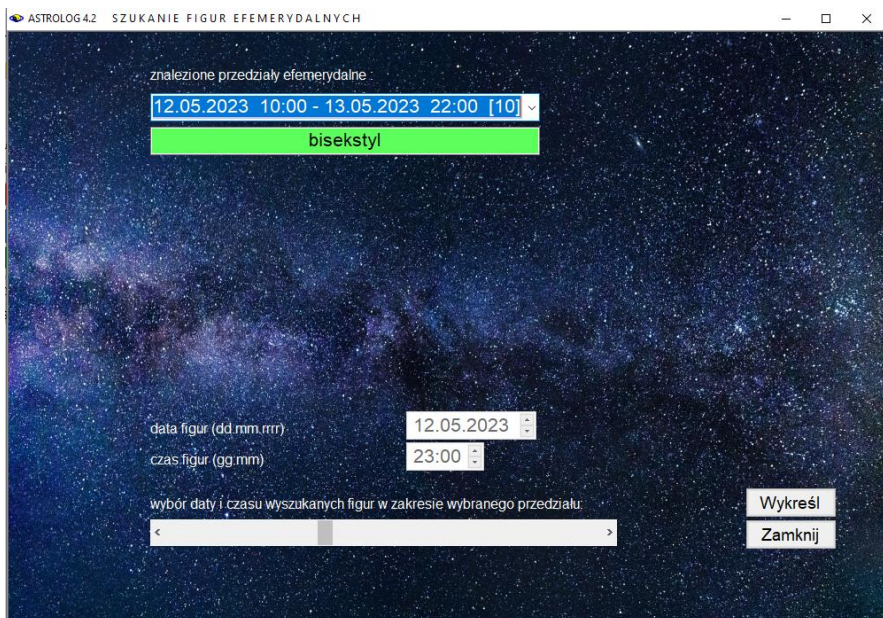 ASTROLOG 4.2 SZUKANIE FIGUR EFEMERYDALNYCH
znalezione przedziały efemerydalne :
12.05.2023 10:00 - 13.05.2023 22:00 [10]
bisekstyl
data figur (dd.mm.rrrr)
12.05.2023
czas figur (gg:mm)
23:00
wybór daty i czasu wyszukanych figur w zakresie wybranego przedziału:
Wykreśl
Zamknij